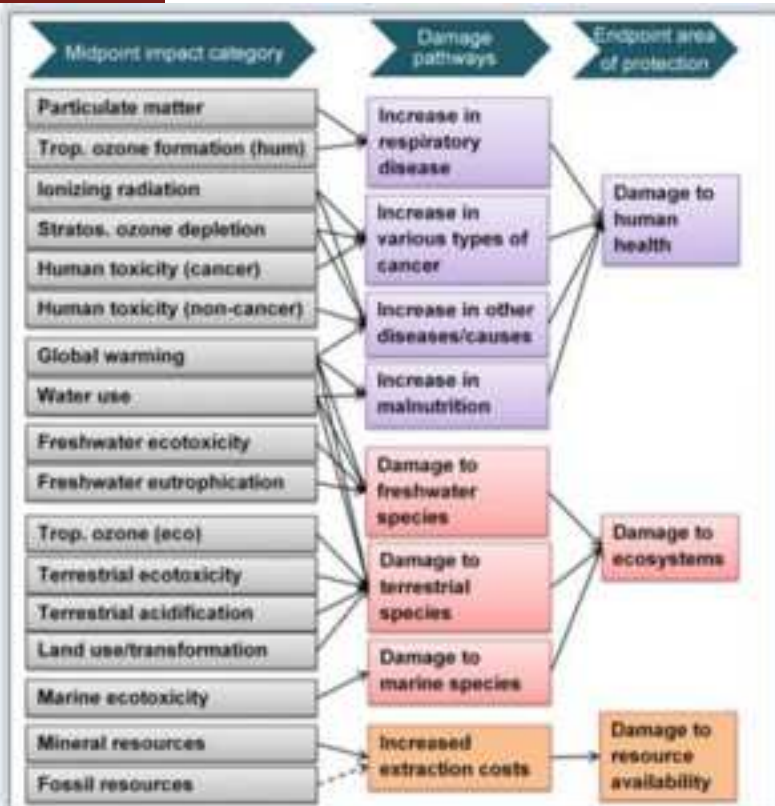 Midpoint impact category
Damage
pathways
Endpoint area
of protection
Particulate matter
Trop. ozone formation (hum)
Ionizing radiation
Stratos. ozone depletion
Human toxicity (cancer)
Human toxicity (non-cancer)
Global warming
Water use
Freshwater ecotoxicity
Freshwater eutrophication
Trop. ozone (eco)
Terrestrial ecotoxicity
Terrestrial acidification
Land use/transformation
Marine ecotoxicity
Mineral resources
Fossil resources
Increase in
respiratory
disease
Increase in
various types of
cancer
Increase in other
diseases/causes
Increase in
malnutrition
Damage to
freshwater
species
Damage to
terrestrial
species
Damage to
marine species
Increased
extraction costs
Damage to
human
health
Damage to
ecosystems
Damage to
resource
availability